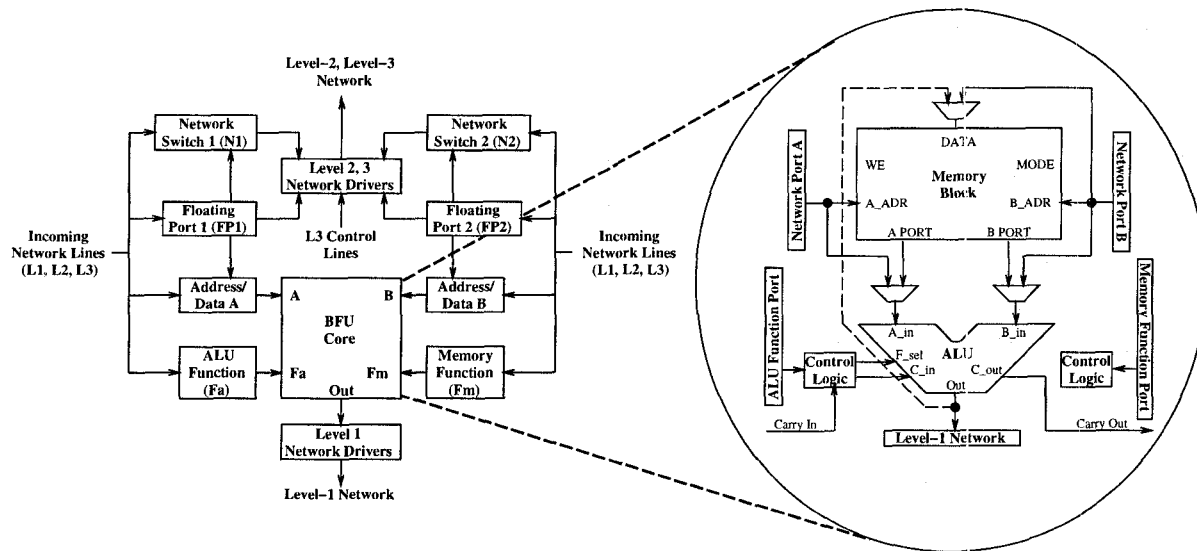 Level-2, Level-3
Network
Network
Switch 1 (N1)
Network
Switch 2 (N2)
Level 2, 3
Network Drivers
Floating
Port 1 (FP1)
Floating
Port 2 (FP2)
L3 Control
Lines
Incoming
Network Lines
(L1, L2, L3)
Incoming
Network Lines
(L1, L2, L3)
Address/
Data A
A
B
Address/
Data B
BFU
Core
ALU
Function
(Fa)
Fa
Fm
Memory
Function
(Fm)
Out
Level 1
Network Drivers
Level-1 Network
Network Port A
Network Port B
DATA
WE
MODE
Memory
Block
A_ADR
B_ADR
A PORT
B PORT
ALU Function Port
Memory Function Port
A_in
B_in
ALU
F_sel
C_in
C_out
Out
Control
Logic
Control
Logic
Carry In
Carry Out
Level-1 Network